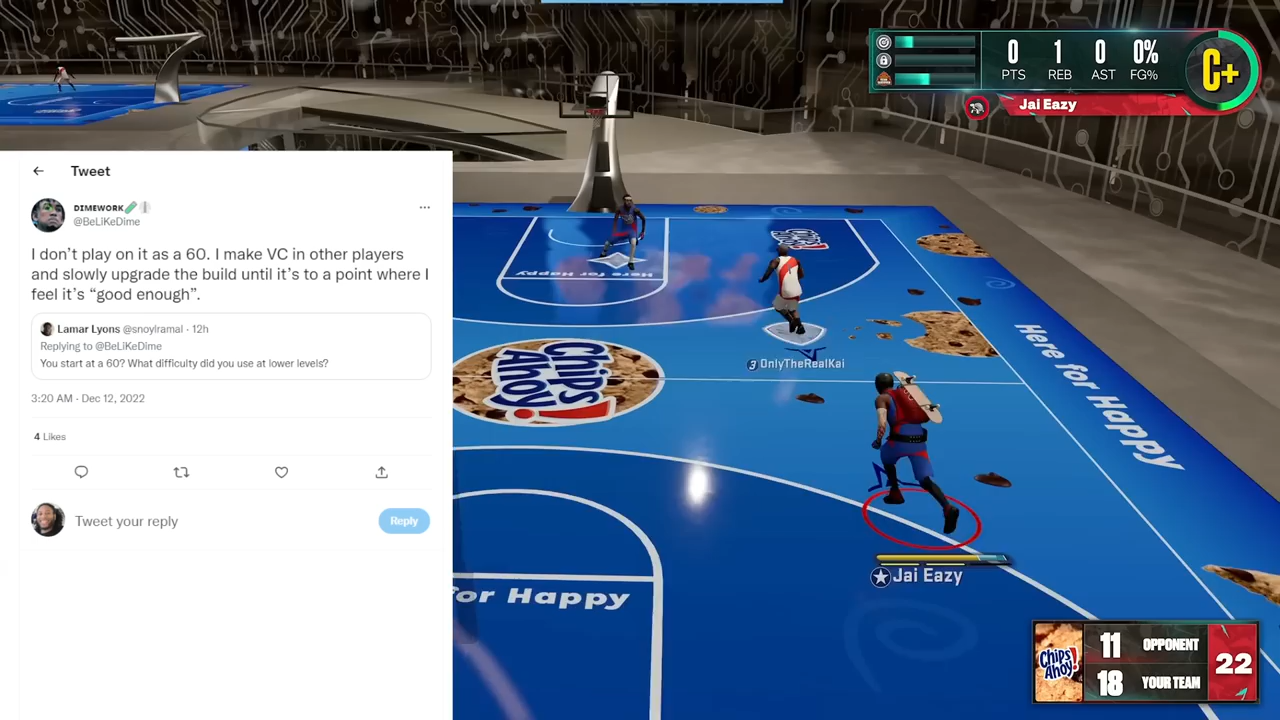 Tweet
DIMEWORK
@BeLiKeDime
I don't play on it as a 60. I make VC in other players
and slowly upgrade the build until it's to a point where I
feel it's “good enough”.
Lamar Lyons @snoylramal · 12h
Replying to @BeLiKeDime
You start at a 60? What difficulty did you use at lower levels?
3:20 AM · Dec 12, 2022
4 Likes
Tweet your reply
Reply
0 1 0 0%
PTS REB AST FG%
C+
Jai Eazy
CHIPS AHOY!
Here for Happy
3 OnlyTheRealKai
Chips Ahoy!
Here for Happy
Jai Eazy
for Happy
Chips Ahoy!
11 OPPONENT
18 YOUR TEAM
22